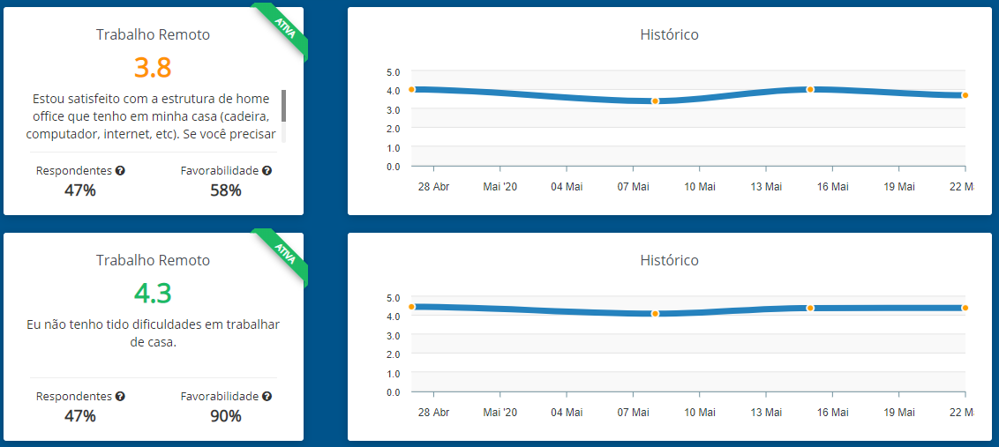 Trabalho Remoto
ATIVA
3.8
Estou satisfeito com a estrutura de home
office que tenho em minha casa (cadeira,
computador, internet, etc). Se você precisar
Respondentes
Favorabilidade
47%
58%
Histórico
5.0
4.0
3.0
2.0
1.0
0.0
28 Abr
Mai '20
04 Mai
07 Mai
10 Mai
13 Mai
16 Mai
19 Mai
22 M
Trabalho Remoto
ATIVA
4.3
Eu não tenho tido dificuldades em trabalhar
de casa.
Respondentes
Favorabilidade
47%
90%
Histórico
5.0
4.0
3.0
2.0
1.0
0.0
28 Abr
Mai '20
04 Mai
07 Mai
10 Mai
13 Mai
16 Mai
19 Mai
22 M